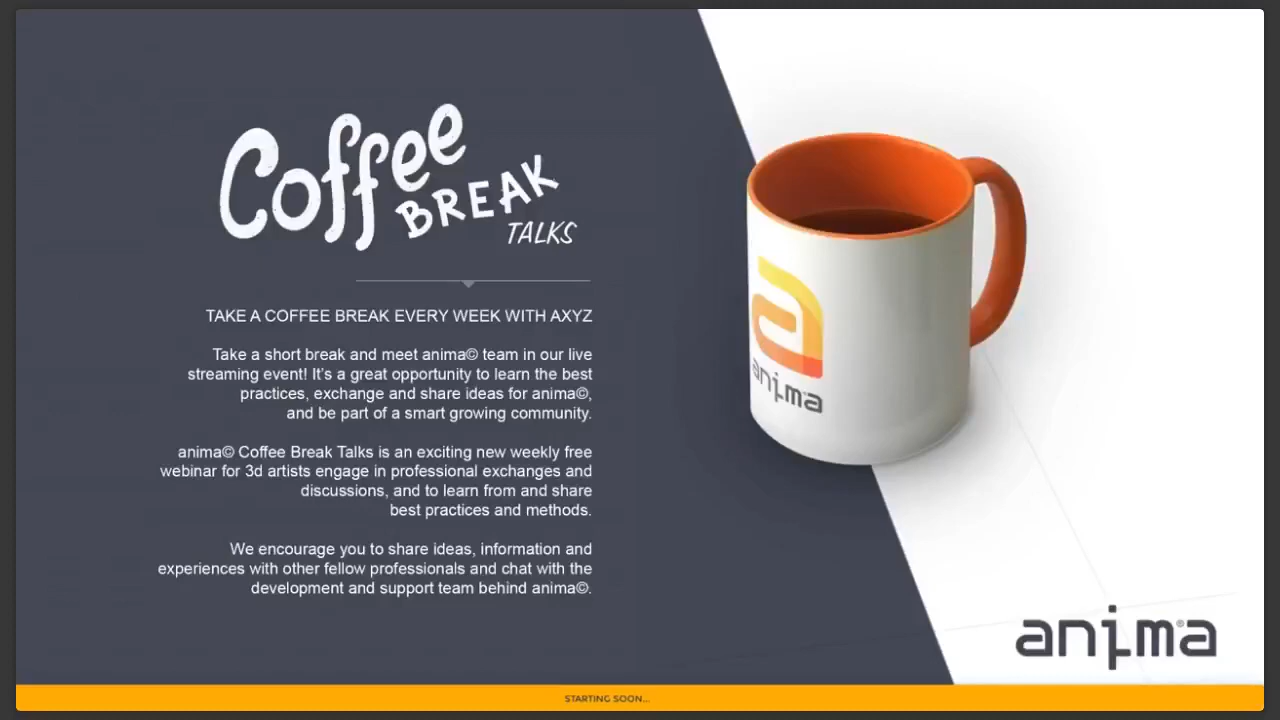 Coffee
BREAK
TALKS
TAKE A COFFEE BREAK EVERY WEEK WITH AXYZ
Take a short break and meet anima© team in our live
streaming event! It's a great opportunity to learn the best
practices, exchange and share ideas for anima©,
and be part of a smart growing community.
anima© Coffee Break Talks is an exciting new weekly free
webinar for 3d artists engage in professional exchanges and
discussions, and to learn from and share
best practices and methods.
We encourage you to share ideas, information and
experiences with other fellow professionals and chat with the
development and support team behind anima©.
a
anima
anima®
STARTING SOON...